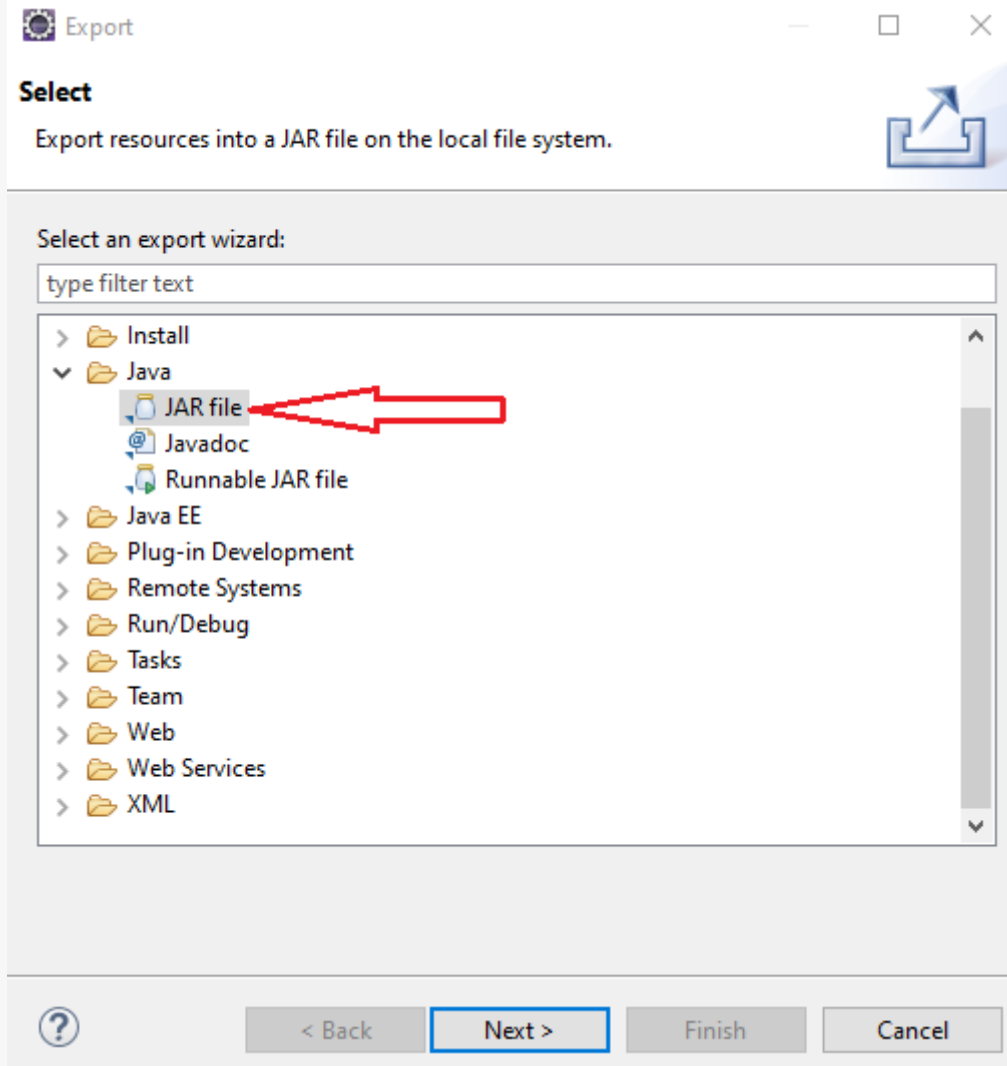 Export
Select
Export resources into a JAR file on the local file system.
Select an export wizard:
type filter text
Install
Java
JAR file
Javadoc
Runnable JAR file
Java EE
Plug-in Development
Remote Systems
Run/Debug
Tasks
Team
Web
Web Services
XML
? < Back Next > Finish Cancel